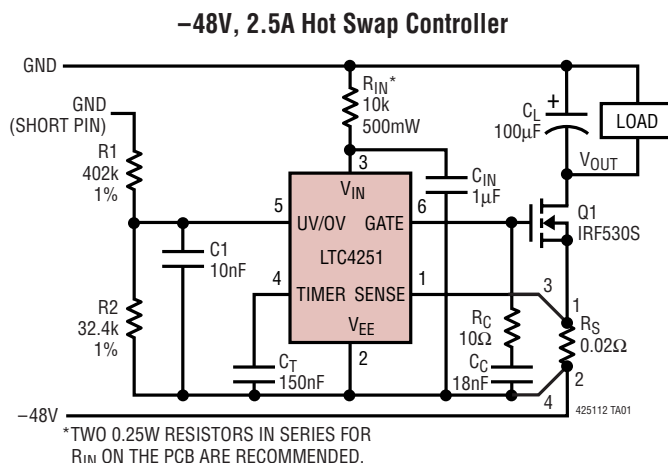 –48V, 2.5A Hot Swap Controller
GND
GND
(SHORT PIN)
R1
402k
1%
R2
32.4k
1%
C1
10nF
RIN*
10k
500mW
3
VIN
5
UV/OV
GATE
6
LTC4251
4
TIMER
SENSE
1
VEE
2
CT
150nF
CIN
1µF
RC
10Ω
CC
18nF
+
CL
100µF
LOAD
VOUT
Q1
IRF530S
3
1
RS
0.02Ω
2
4
425112 TA01
–48V
*TWO 0.25W RESISTORS IN SERIES FOR
RIN ON THE PCB ARE RECOMMENDED.